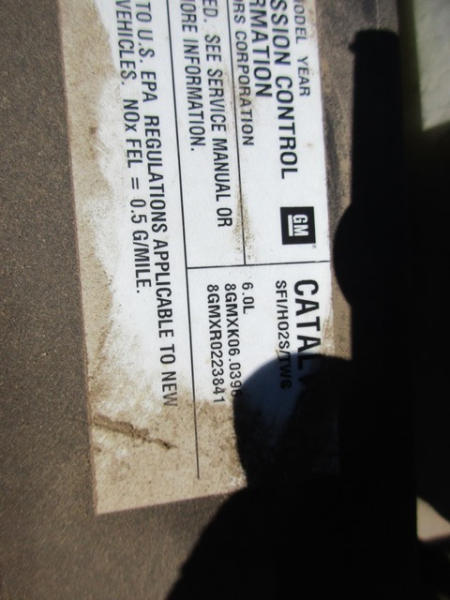 MODEL YEAR
SSION CONTROL
RMATION
ORS CORPORATION
ED. SEE SERVICE MANUAL OR
ORE INFORMATION.
TO U.S. EPA REGULATIONS APPLICABLE TO NEW
VEHICLES. NOx FEL = 0.5 G/MILE.
GM
CATAL
SFI/HO2S/TWC
6.0L
8GMXK06.0396
8GMXR0223841